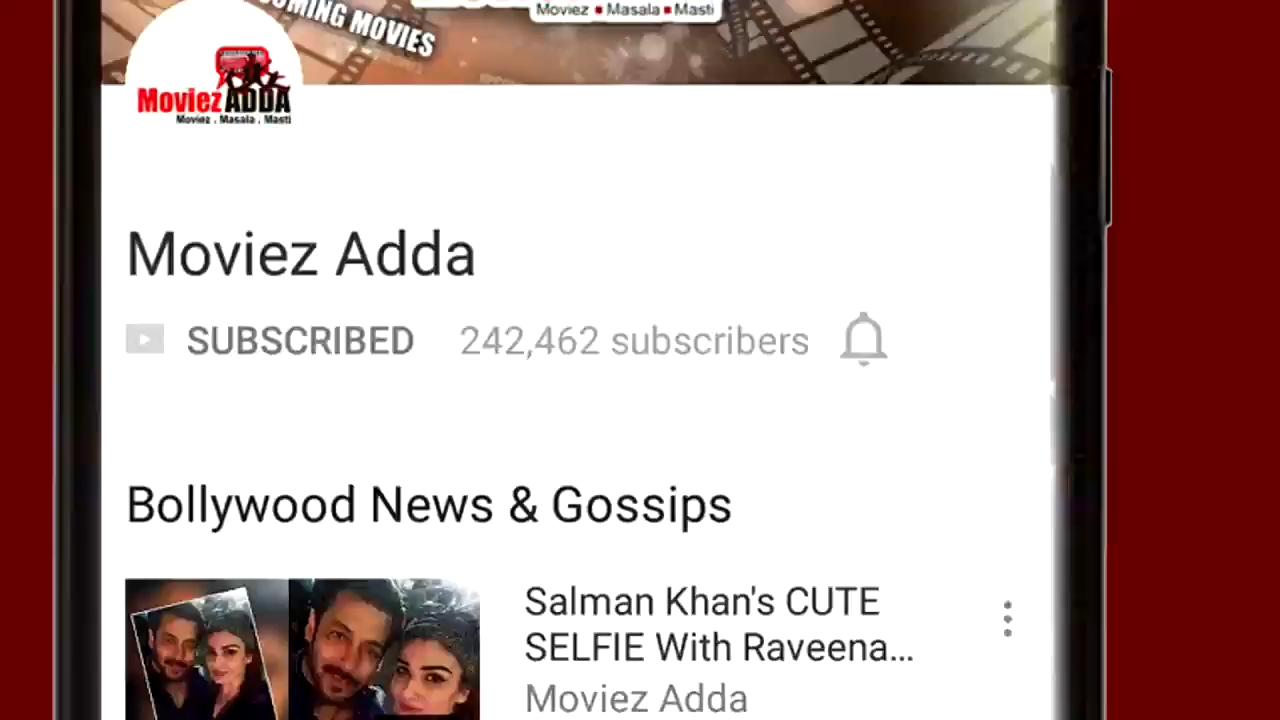 OMING MOVIES
Moviez • Masala • Masti
Moviez ADDA
Moviez . Masala . Masti
Moviez Adda
SUBSCRIBED 242,462 subscribers
Bollywood News & Gossips
Salman Khan's CUTE
SELFIE With Raveena...
Moviez Adda